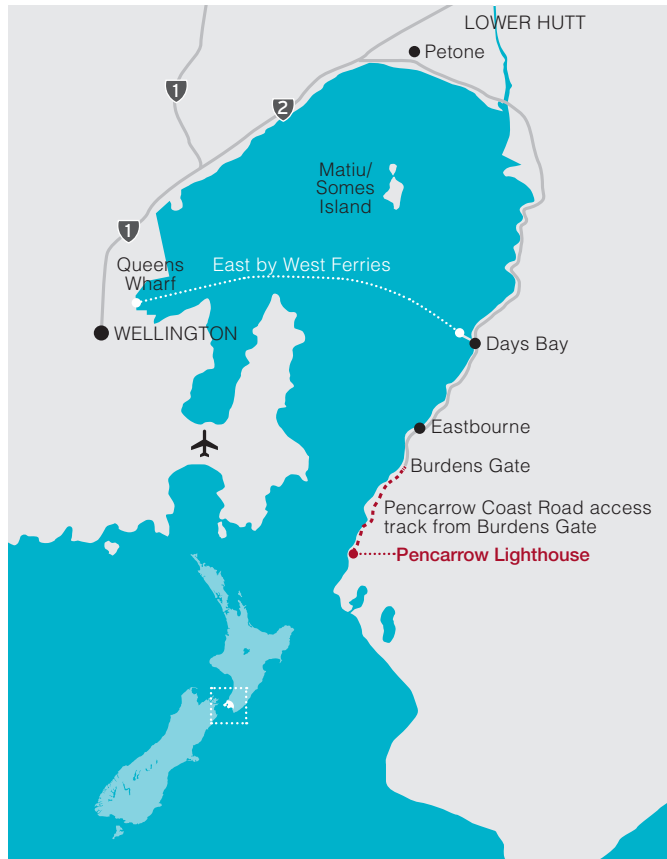 LOWER HUTT
Petone
1
2
Matiu/
Somes
Island
1
Queens
Wharf
East by West Ferries
WELLINGTON
Days Bay
Eastbourne
Burdens Gate
Pencarrow Coast Road access
track from Burdens Gate
Pencarrow Lighthouse